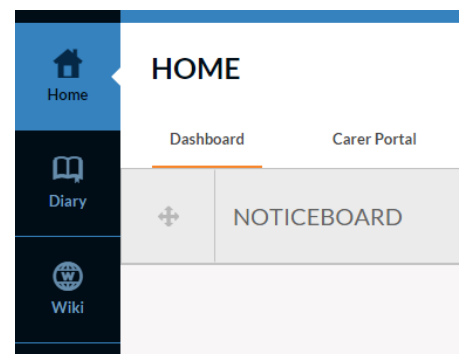 Home
HOME
Dashboard Carer Portal
Diary
NOTICEBOARD
W
Wiki